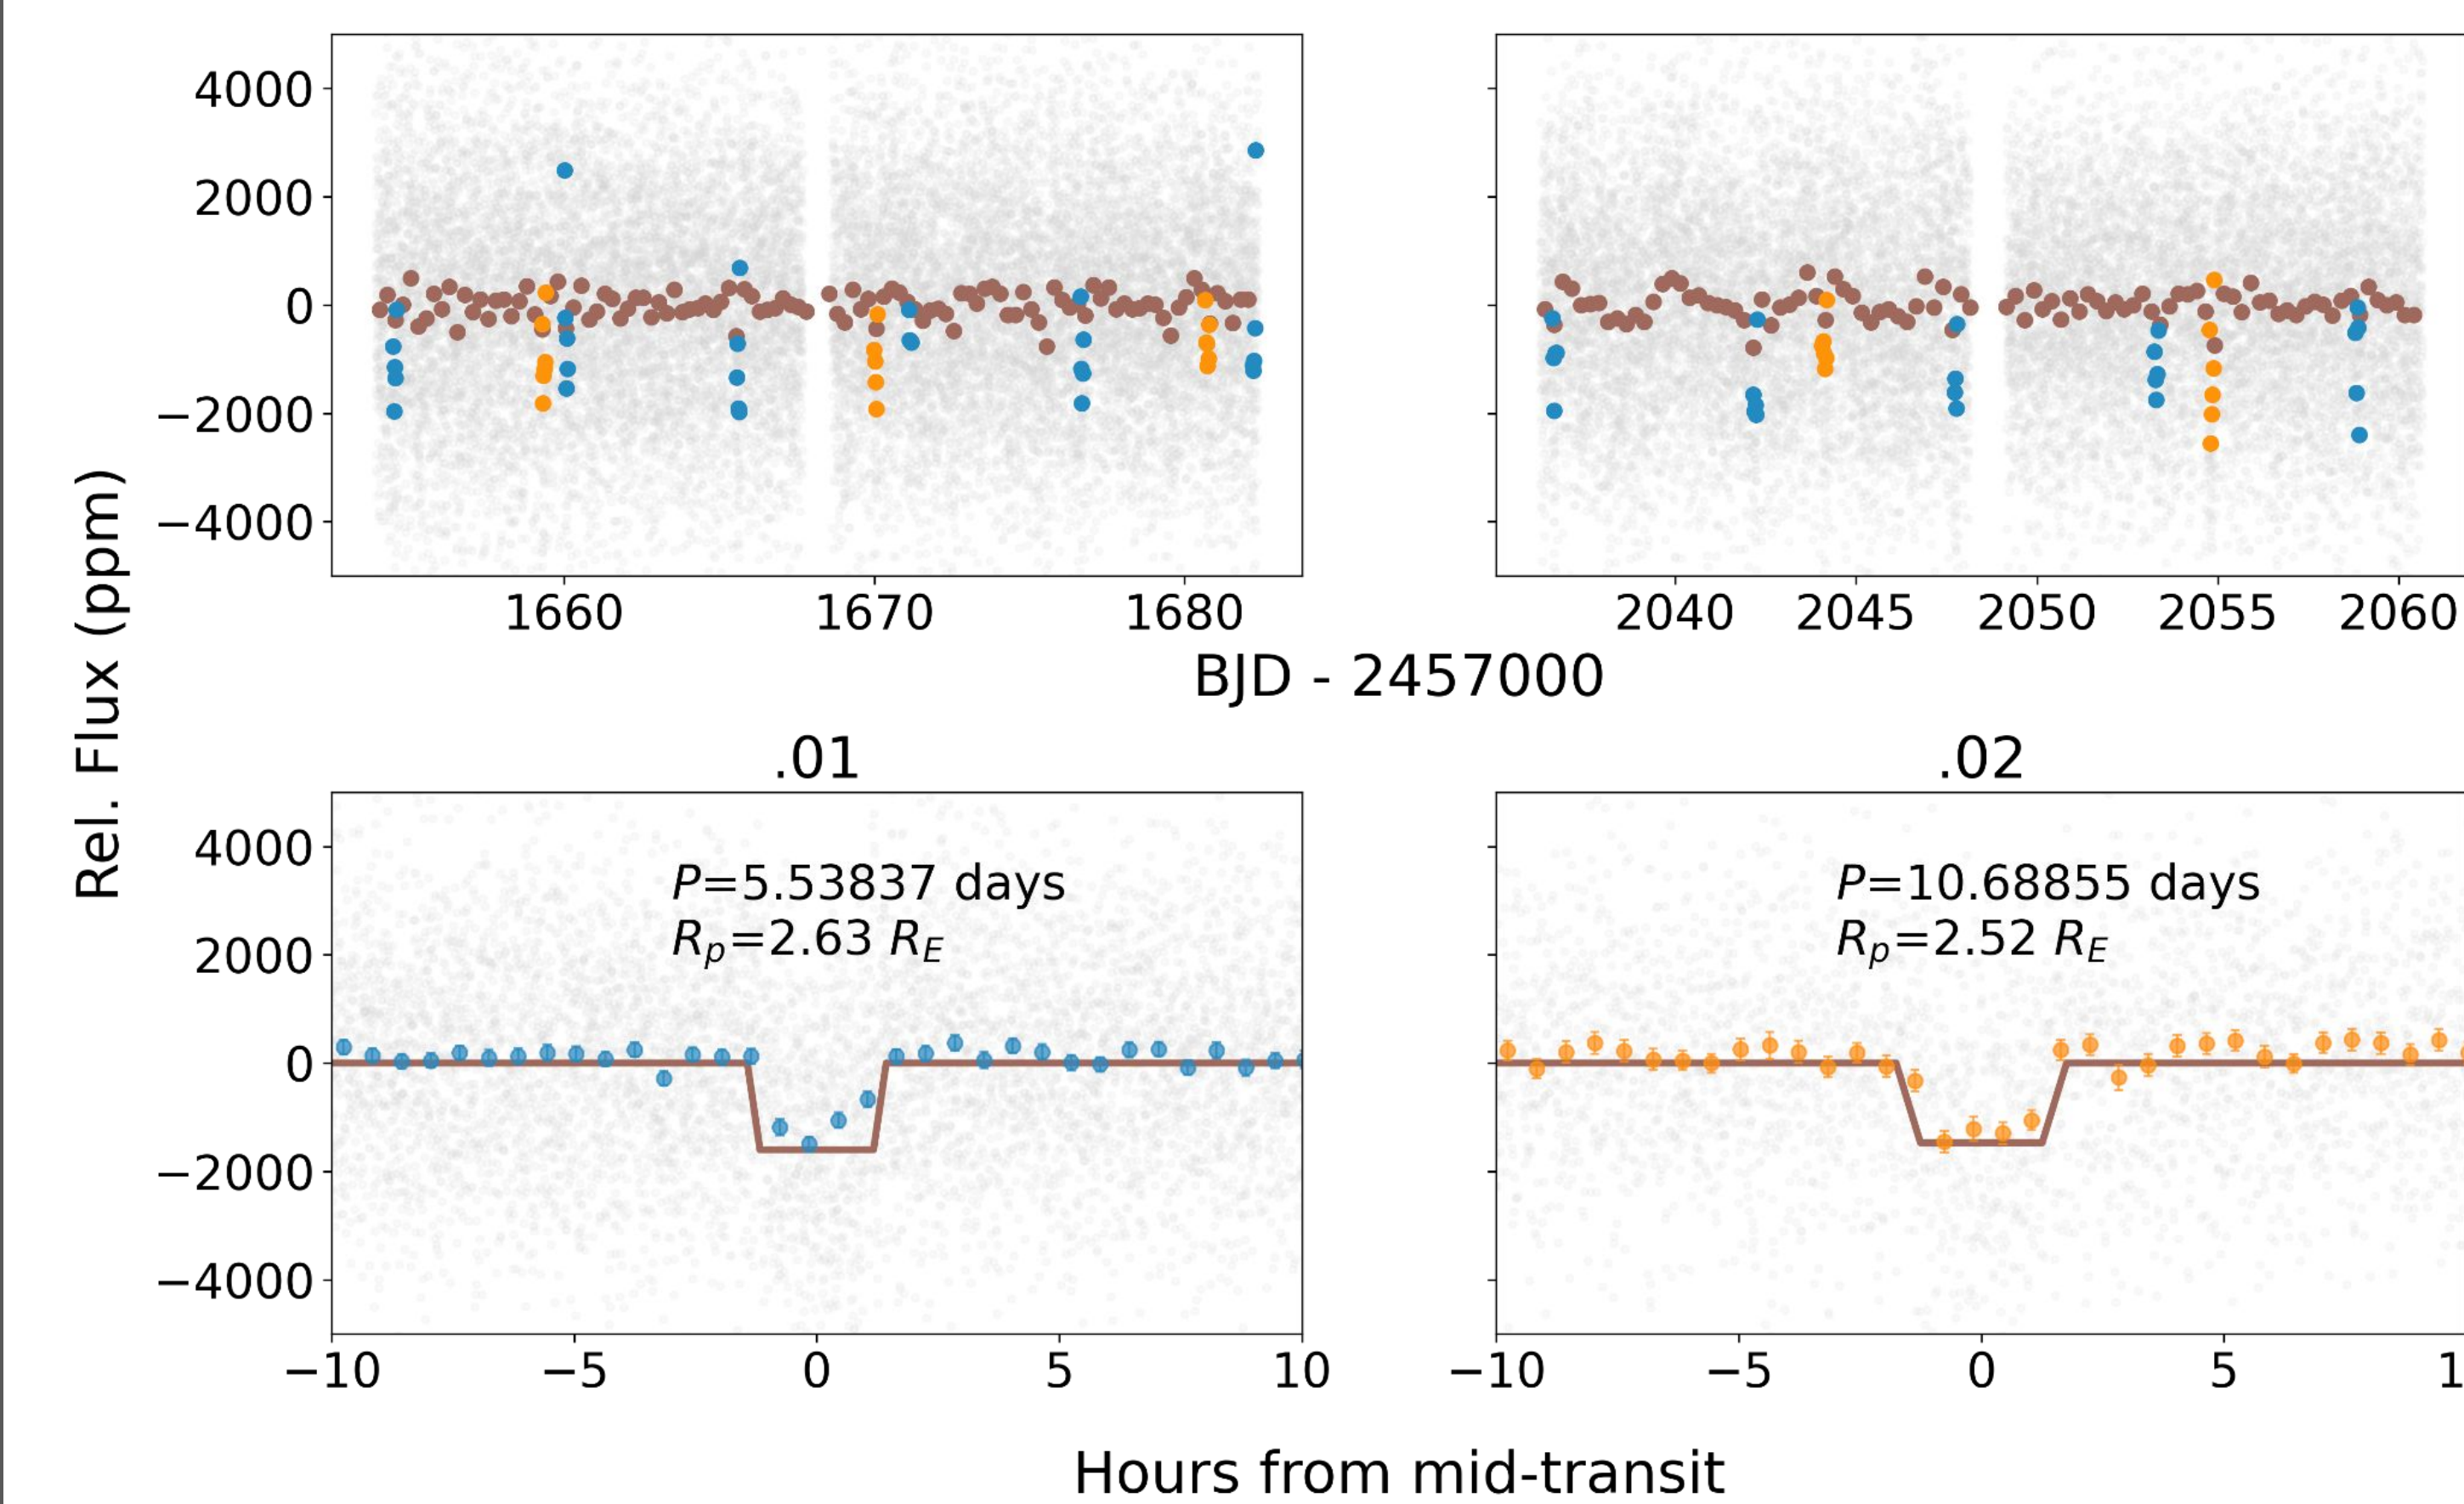 4000
2000
0
−2000
−4000
1660 1670 1680
2040 2045 2050 2055 2060
BJD - 2457000
Rel. Flux (ppm)
.01
.02
4000
2000
0
−2000
−4000
P=5.53837 days
Rp=2.63 RE
P=10.68855 days
Rp=2.52 RE
−10 −5 0 5 10
−10 −5 0 5
Hours from mid-transit